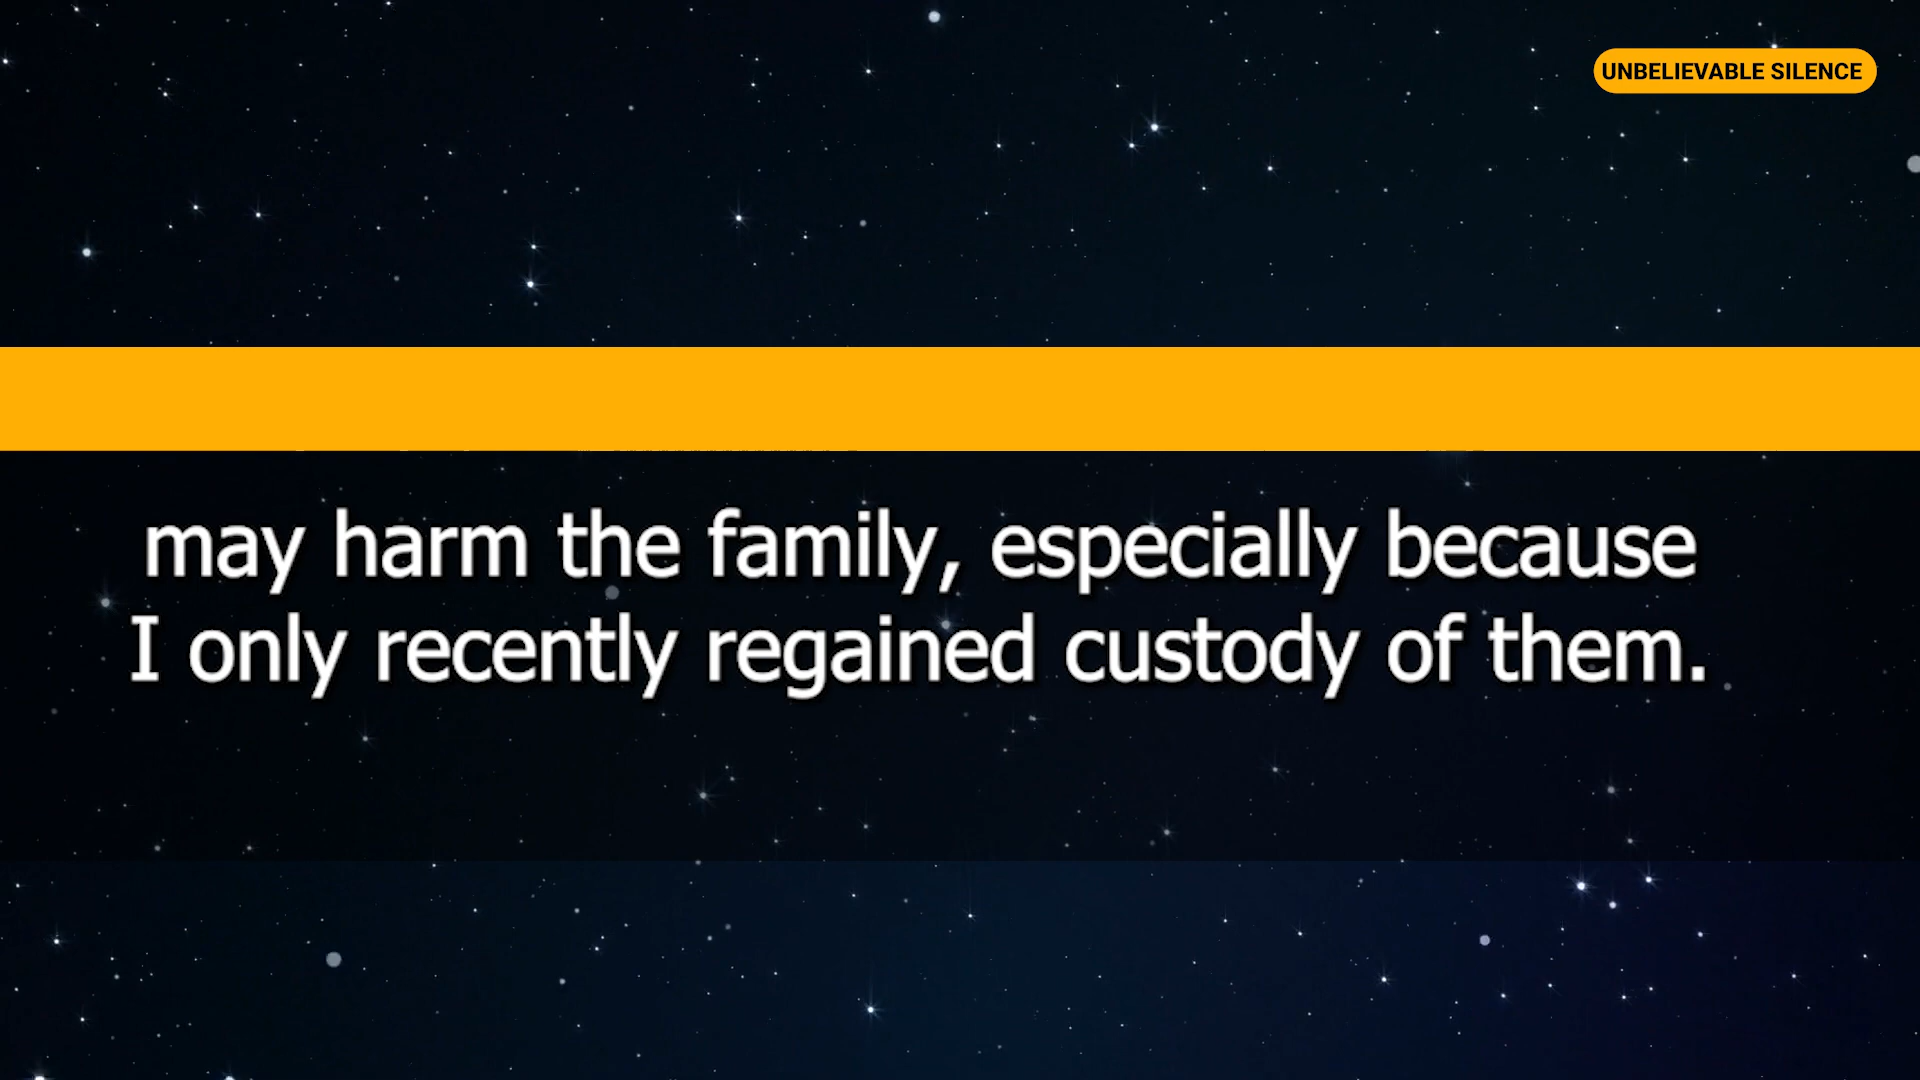 UNBELIEVABLE SILENCE
may harm the family, especially because
I only recently regained custody of them.